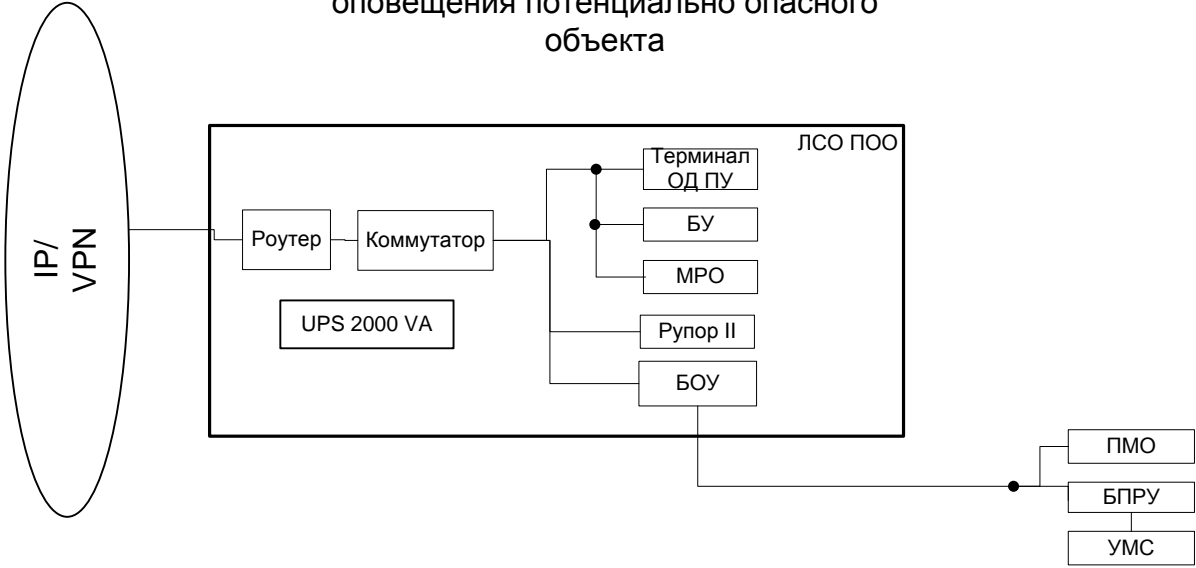 оповещения потенциально опасного
объекта
ЛСО ПОО
Терминал
ОД ПУ
БУ
МРО
Рупор II
БОУ
Роутер
Коммутатор
UPS 2000 VA
IP/
VPN
ПМО
БПРУ
УМС